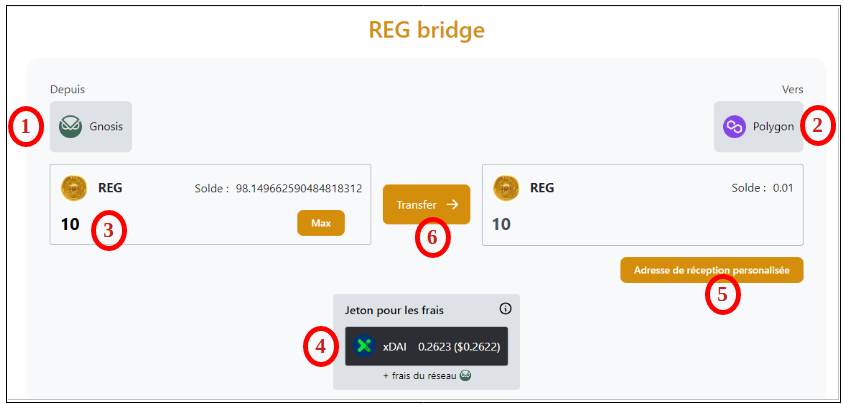 REG bridge
Depuis
Vers
1
Gnosis
Polygon
2
REG
Solde : 98.149662590484818312
10
3
Max
Transfer →
6
REG
Solde : 0.01
10
Adresse de réception personalisée
5
Jeton pour les frais
4
xDAI 0.2623 ($0.2622)
+ frais du réseau